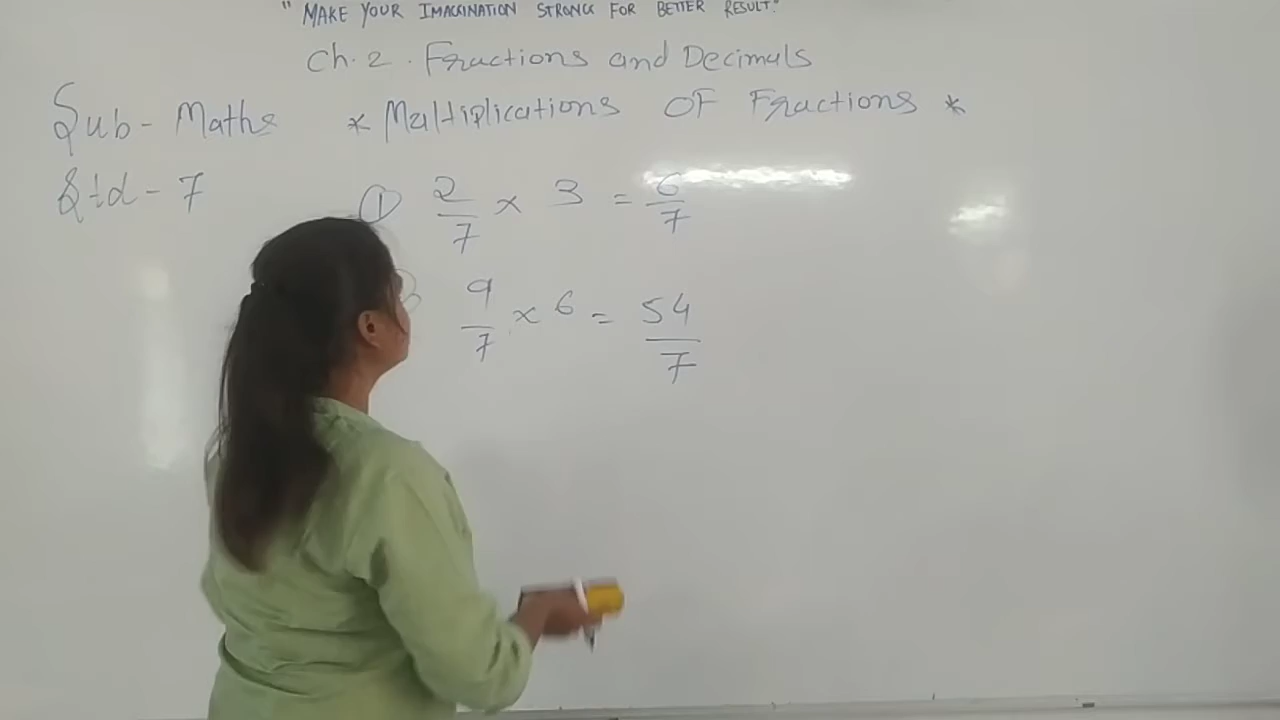 "MAKE YOUR IMAGINATION STRONG FOR BETTER RESULT."
Ch. 2. Fractions and Decimals
Sub - Maths * Multiplications OF Fractions *
Std - 7
① 2/7 × 3 = 6/7
9/7 × 6 = 54/7